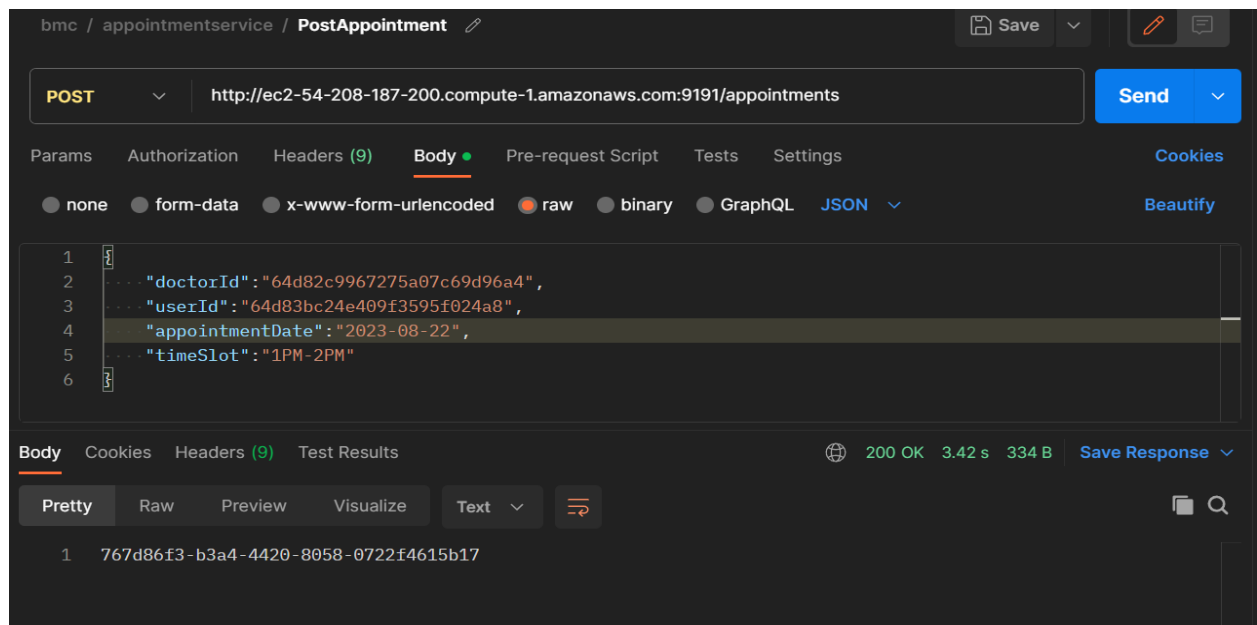 bmc / appointmentservice / PostAppointment
Save
POST http://ec2-54-208-187-200.compute-1.amazonaws.com:9191/appointments Send
Params Authorization Headers (9) Body Pre-request Script Tests Settings Cookies
none form-data x-www-form-urlencoded raw binary GraphQL JSON Beautify
1 {
2 ····"doctorId":"64d82c9967275a07c69d96a4",
3 ····"userId":"64d83bc24e409f3595f024a8",
4 ····"appointmentDate":"2023-08-22",
5 ····"timeSlot":"1PM-2PM"
6 }
Body Cookies Headers (9) Test Results 200 OK 3.42 s 334 B Save Response
Pretty Raw Preview Visualize Text
1 767d86f3-b3a4-4420-8058-0722f4615b17